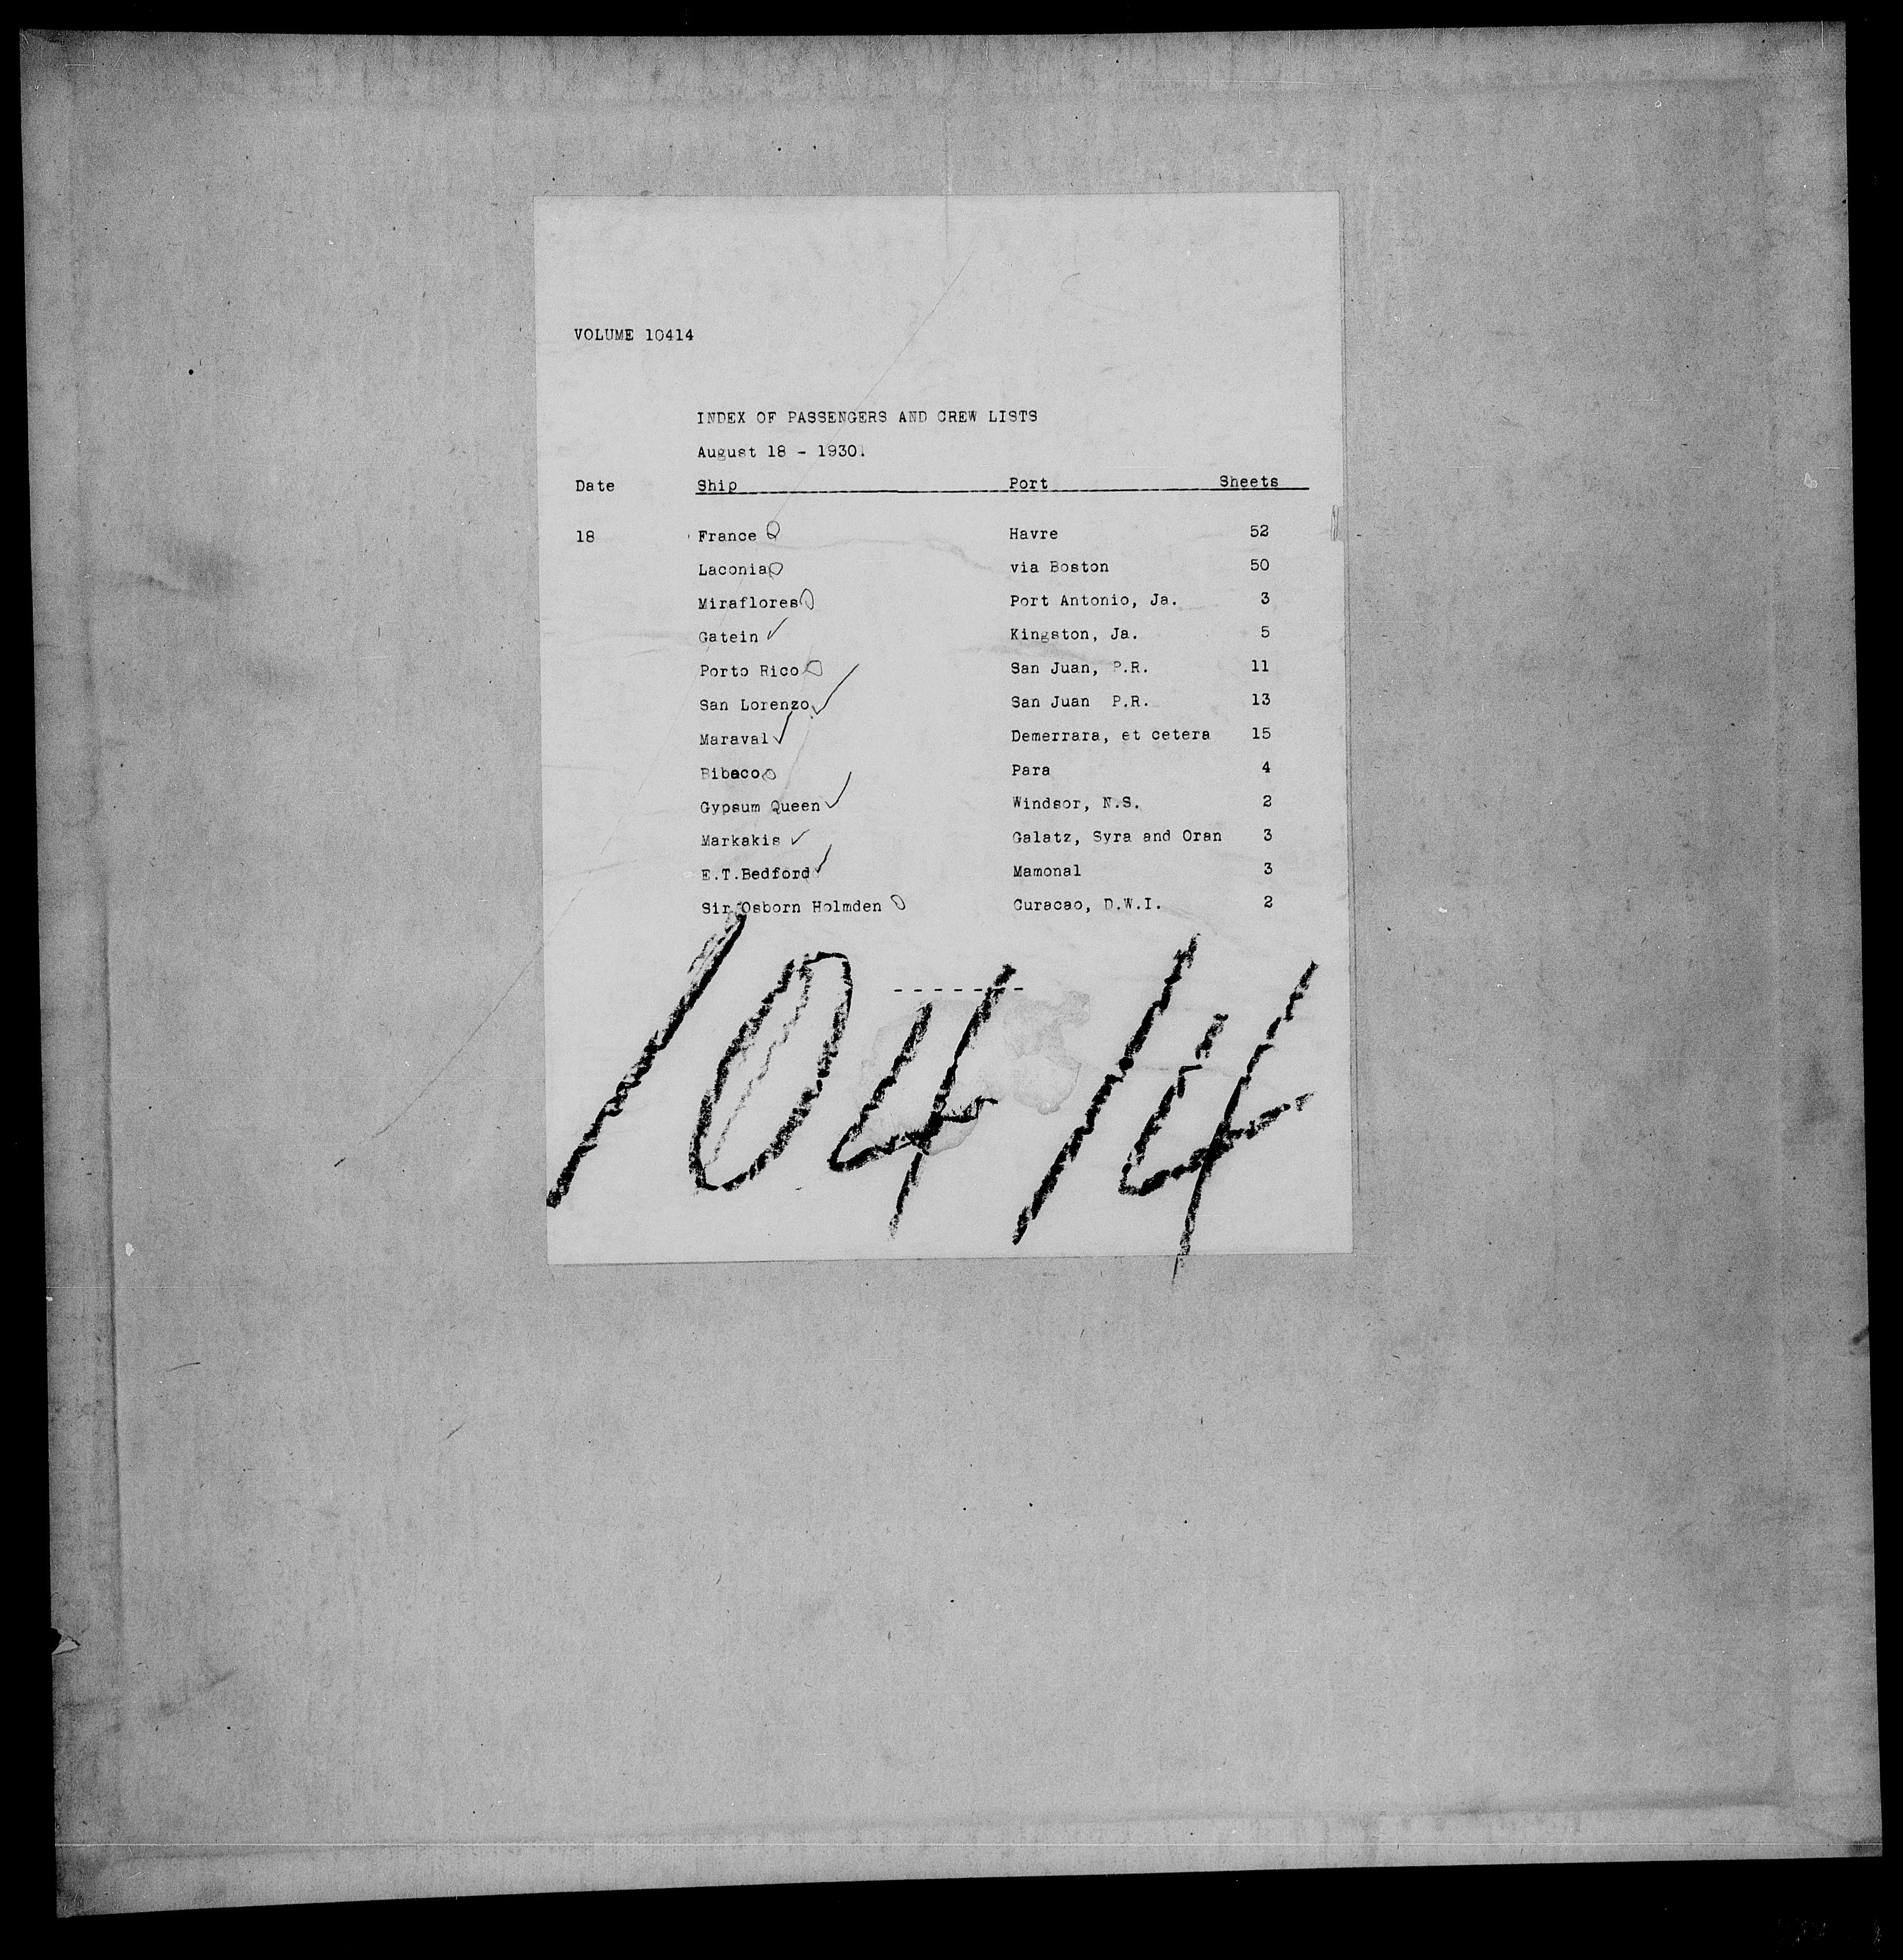 VOLUME 10414
INDEX OF PASSENGERS AND CREW LISTS
August 18 - 1930.
Date Ship Port Sheets
18 France Havre 52
Laconia via Boston 50
Miraflores Port Antonio, Ja. 3
Gatein Kingston, Ja. 5
Porto Rico San Juan, P.R. 11
San Lorenzo San Juan P.R. 13
Maraval Demerrara, et cetera 15
Bibaco Para 4
Gypsum Queen Windsor, N.S. 2
Markakis Galatz, Syra and Oran 3
E.T.Bedford Mamonal 3
Sir Osborn Holmden Curacao, D.W.I. 2
- - - - - - - -
10414